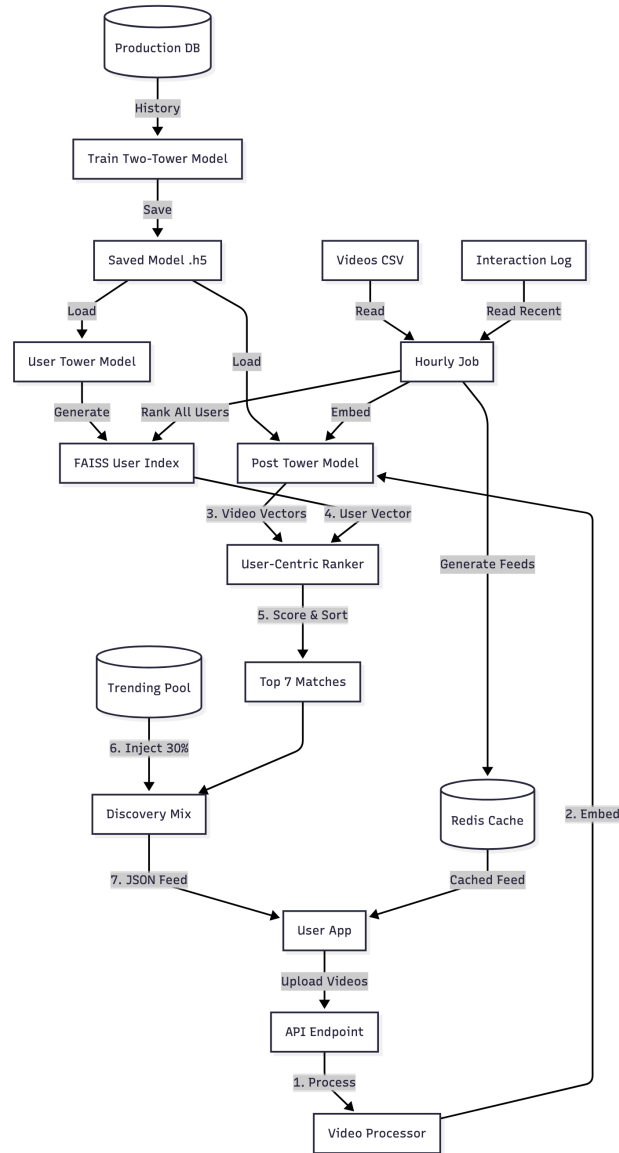 Production DB
History
Train Two-Tower Model
Save
Saved Model .h5
Videos CSV
Interaction Log
Load
Read
Read Recent
User Tower Model
Load
Hourly Job
Generate
Rank All Users
Embed
FAISS User Index
Post Tower Model
3. Video Vectors
4. User Vector
User-Centric Ranker
Generate Feeds
5. Score & Sort
Trending Pool
Top 7 Matches
6. Inject 30%
Discovery Mix
Redis Cache
2. Embed
7. JSON Feed
Cached Feed
User App
Upload Videos
API Endpoint
1. Process
Video Processor